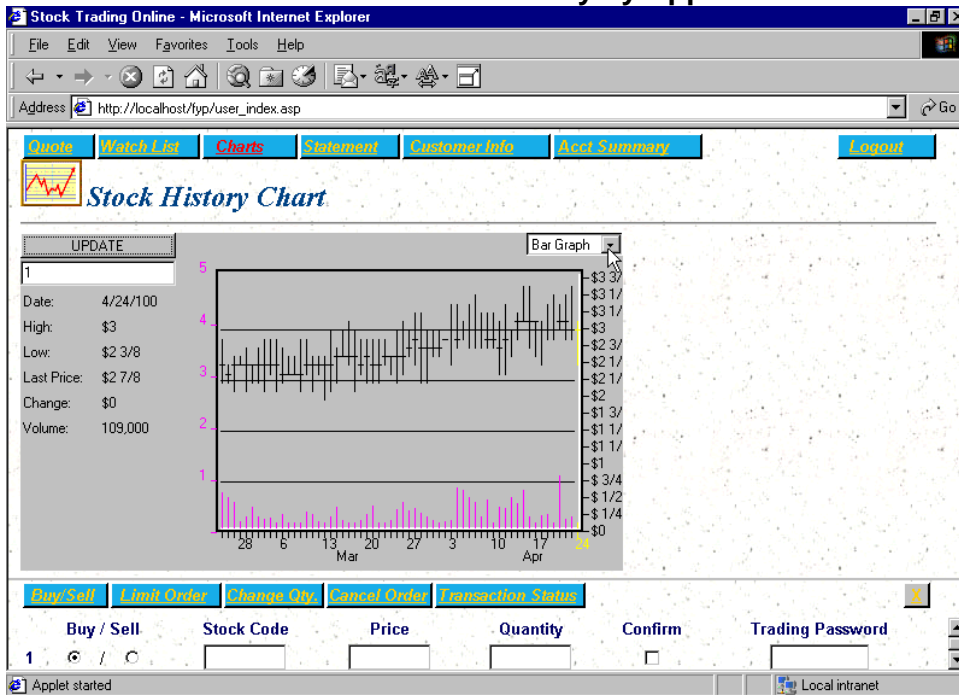 Stock Trading Online - Microsoft Internet Explorer
File Edit View Favorites Tools Help
Address http://localhost/fyp/user_index.asp Go
Quote Watch List Charts Statement Customer Info Acct Summary Logout
Stock History Chart
UPDATE
Bar Graph
1
Date: 4/24/100
High: $3
Low: $2 3/8
Last Price: $2 7/8
Change: $0
Volume: 109,000
5
4
3
2
1
$3 3/
$3 1/
$3 1/
$3
$2 3/
$2 1/
$2 1/
$2
$1 3/
$1 1/
$1 1/
$1
$ 3/4
$ 1/2
$ 1/4
$0
28 6 13 20 27 3 10 17 24
Mar Apr
Buy/Sell Limit Order Change Qty. Cancel Order Transaction Status X
Buy / Sell Stock Code Price Quantity Confirm Trading Password
1 /
Applet started Local intranet